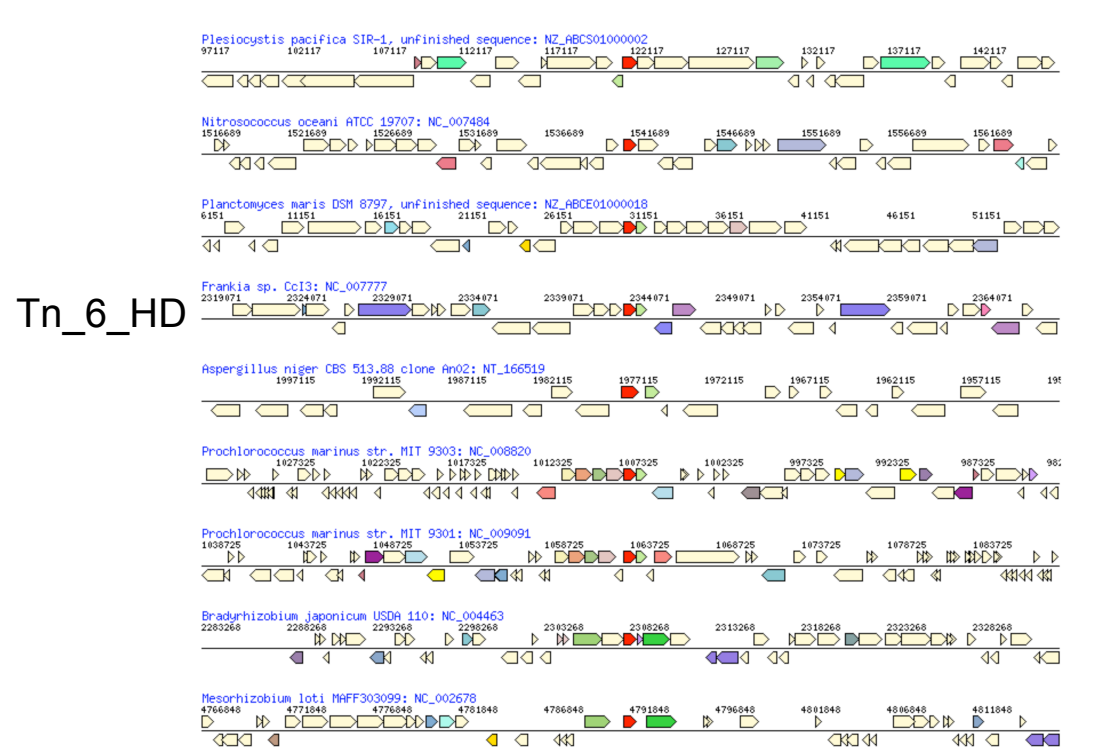 Plesiocystis pacifica SIR-1, unfinished sequence: NZ_ABCS01000002
97117 102117 107117 112117 117117 122117 127117 132117 137117 142117
Nitrosococcus oceani ATCC 19707: NC_007484
1516689 1521689 1526689 1531689 1536689 1541689 1546689 1551689 1556689 1561689
Planctomyces maris DSM 8797, unfinished sequence: NZ_ABCE01000018
6151 11151 16151 21151 26151 31151 36151 41151 46151 51151
Tn_6_HD
Frankia sp. CcI3: NC_007777
2319071 2324071 2329071 2334071 2339071 2344071 2349071 2354071 2359071 2364071
Aspergillus niger CBS 513.88 clone An02: NT_166519
1997115 1992115 1987115 1982115 1977115 1972115 1967115 1962115 1957115 195
Prochlorococcus marinus str. MIT 9303: NC_008820
1027325 1022325 1017325 1012325 1007325 1002325 997325 992325 987325 982
Prochlorococcus marinus str. MIT 9301: NC_009091
1038725 1043725 1048725 1053725 1058725 1063725 1068725 1073725 1078725 1083725
Bradyrhizobium japonicum USDA 110: NC_004463
2283268 2288268 2293268 2298268 2303268 2308268 2313268 2318268 2323268 2328268
Mesorhizobium loti MAFF303099: NC_002678
4766848 4771848 4776848 4781848 4786848 4791848 4796848 4801848 4806848 4811848